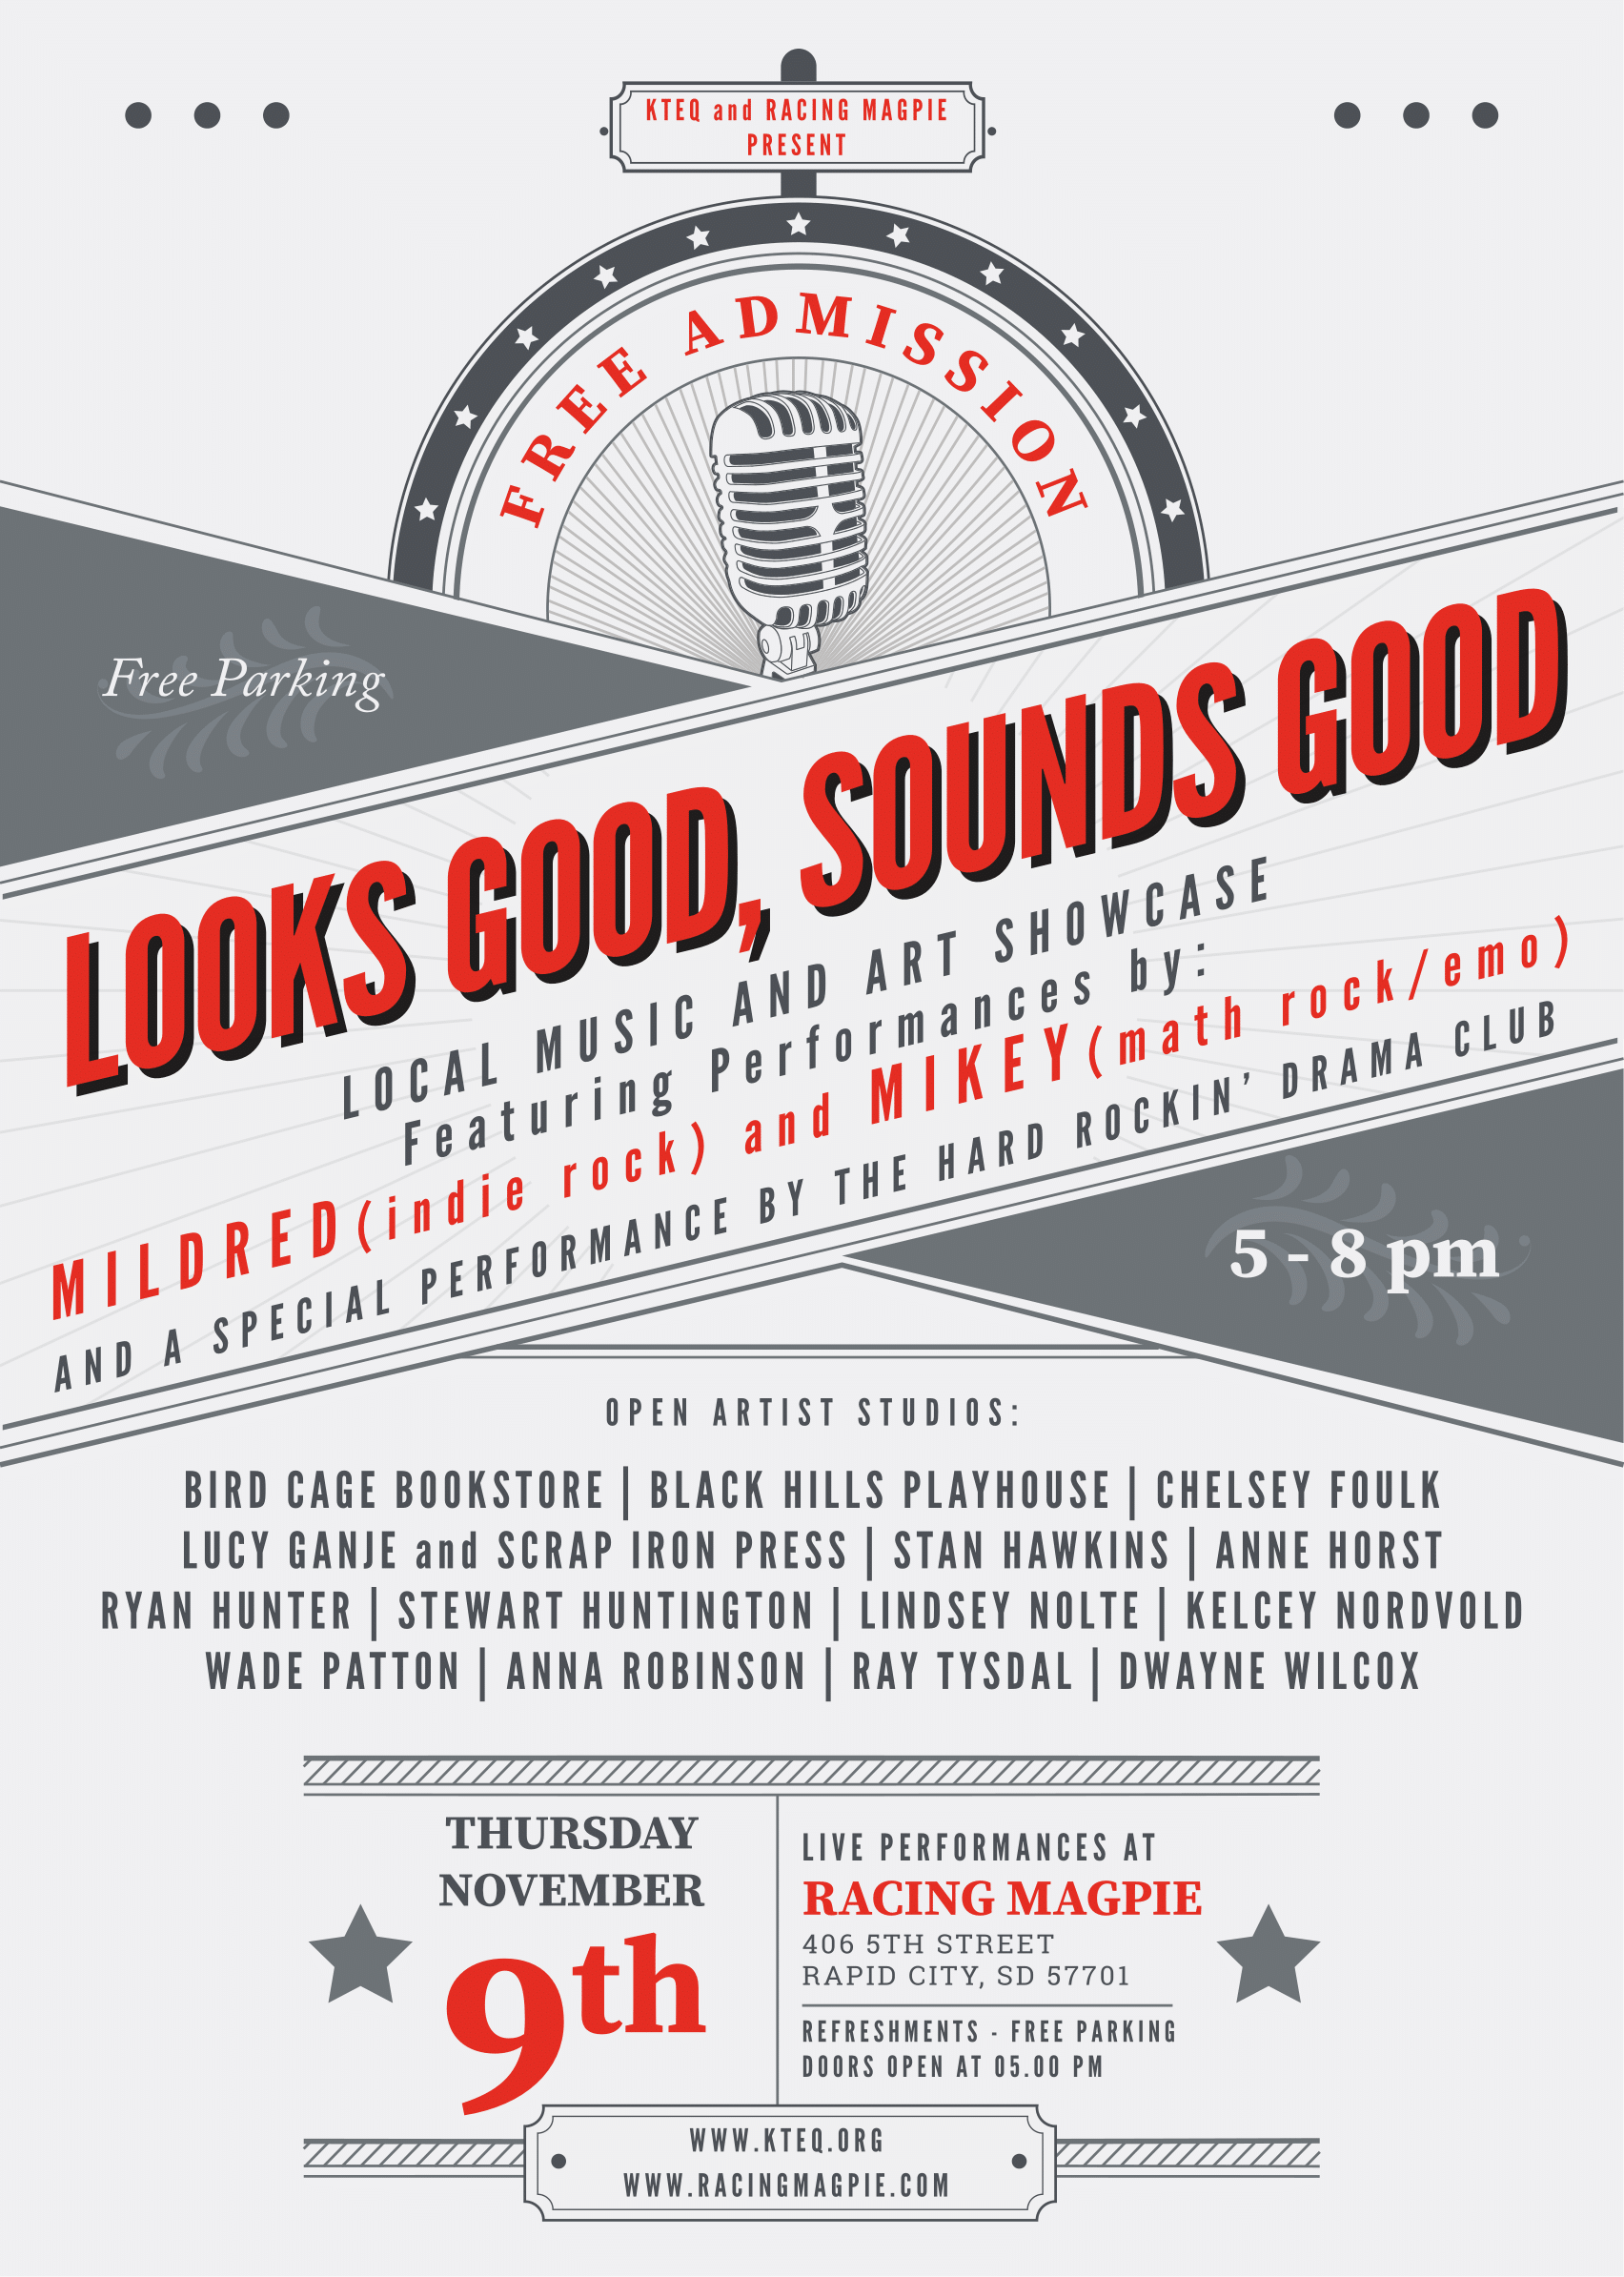 KTEQ and RACING MAGPIE
PRESENT
FREE ADMISSION
Free Parking
LOOKS GOOD, SOUNDS GOOD
LOCAL MUSIC AND ART SHOWCASE
Featuring Performances by:
MILDRED(indie rock) and MIKEY(math rock/emo)
AND A SPECIAL PERFORMANCE BY THE HARD ROCKIN’ DRAMA CLUB
5 - 8 pm
OPEN ARTIST STUDIOS:
BIRD CAGE BOOKSTORE | BLACK HILLS PLAYHOUSE | CHELSEY FOULK
LUCY GANJE and SCRAP IRON PRESS | STAN HAWKINS | ANNE HORST
RYAN HUNTER | STEWART HUNTINGTON | LINDSEY NOLTE | KELCEY NORDVOLD
WADE PATTON | ANNA ROBINSON | RAY TYSDAL | DWAYNE WILCOX
THURSDAY
NOVEMBER
9th
LIVE PERFORMANCES AT
RACING MAGPIE
406 5TH STREET
RAPID CITY, SD 57701
REFRESHMENTS - FREE PARKING
DOORS OPEN AT 05.00 PM
WWW.KTEQ.ORG
WWW.RACINGMAGPIE.COM